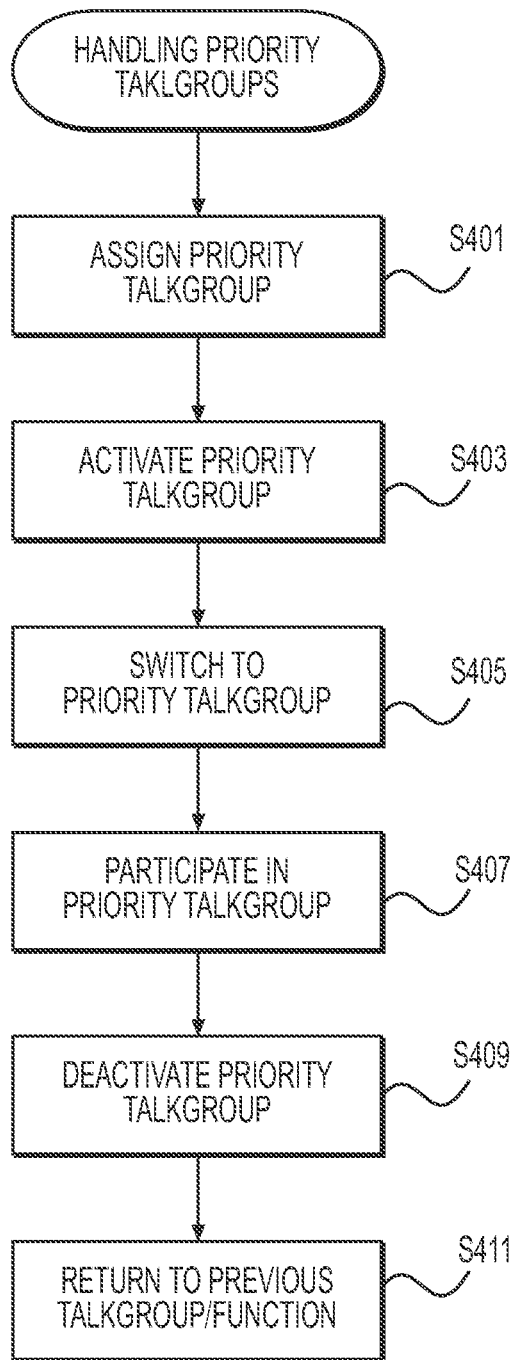 HANDLING PRIORITY
TAKLGROUPS
ASSIGN PRIORITY
TALKGROUP
S401
ACTIVATE PRIORITY
TALKGROUP
S403
SWITCH TO
PRIORITY TALKGROUP
S405
PARTICIPATE IN
PRIORITY TALKGROUP
S407
DEACTIVATE PRIORITY
TALKGROUP
S409
RETURN TO PREVIOUS
TALKGROUP/FUNCTION
S411